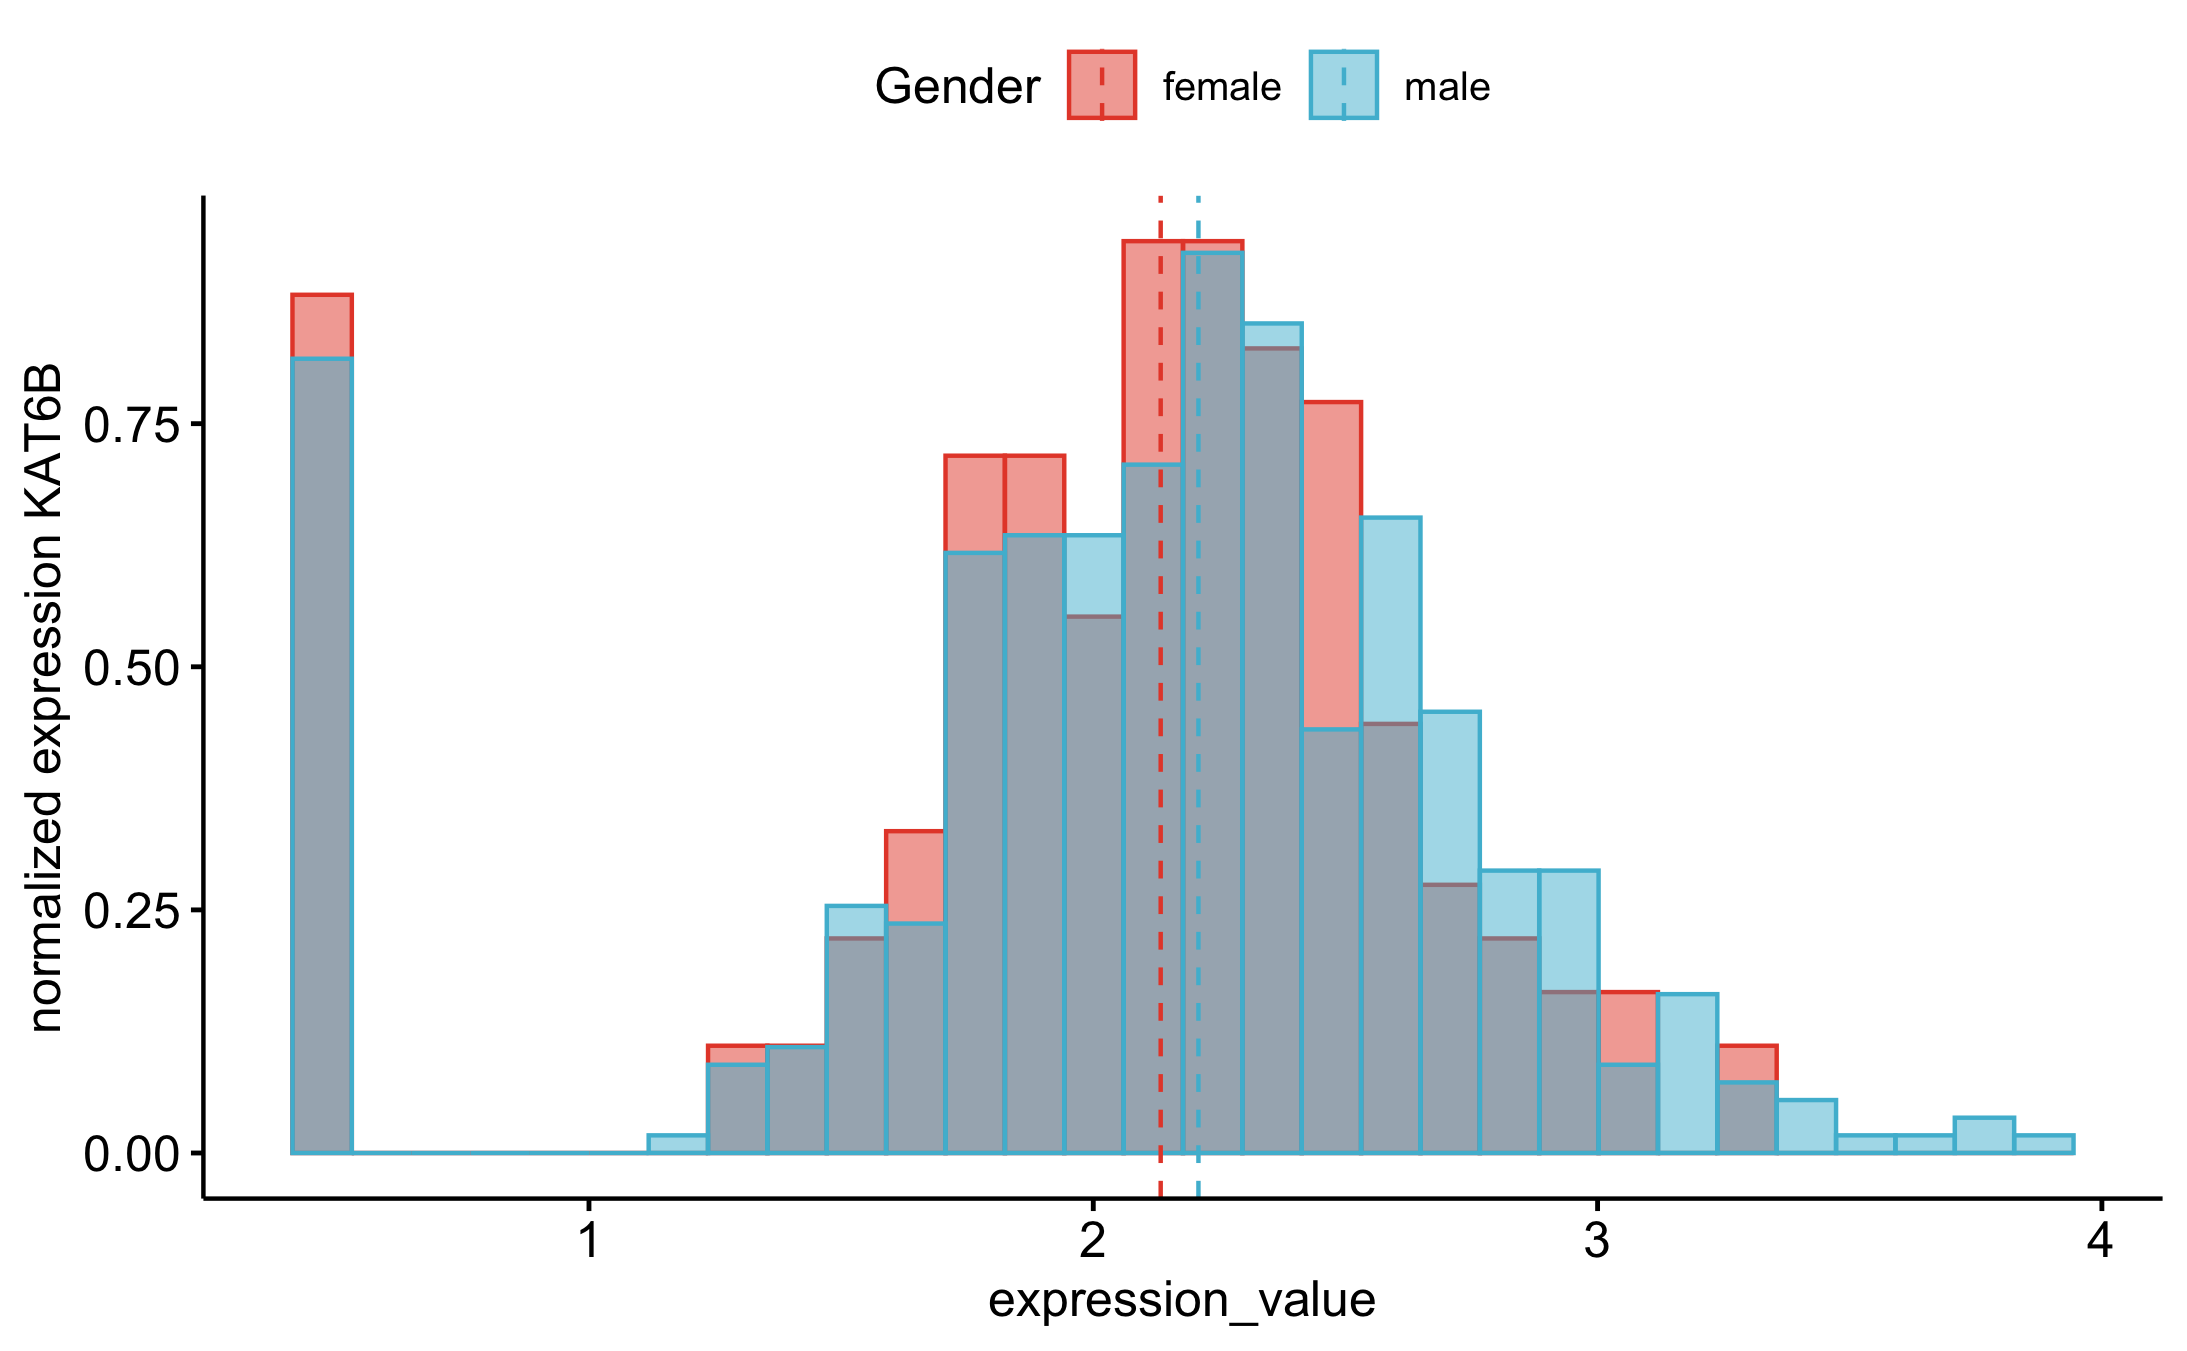 Gender female male
normalized expression KAT6B
0.75
0.50
0.25
0.00
1 2 3 4
expression_value